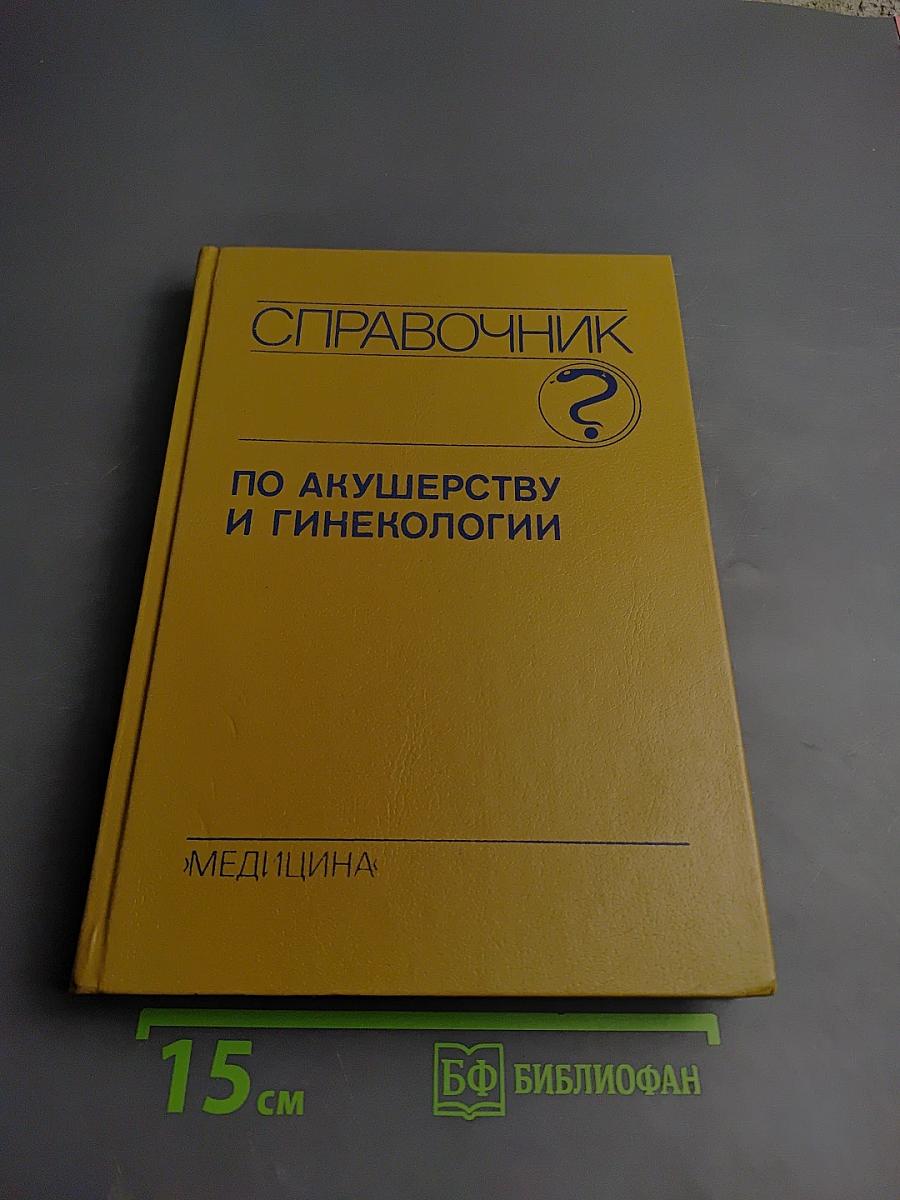 СПРАВОЧНИК
?
ПО АКУШЕРСТВУ
И ГИНЕКОЛОГИИ
›МЕДИЦИНА‹
15 см
БФ БИБЛИОФАН